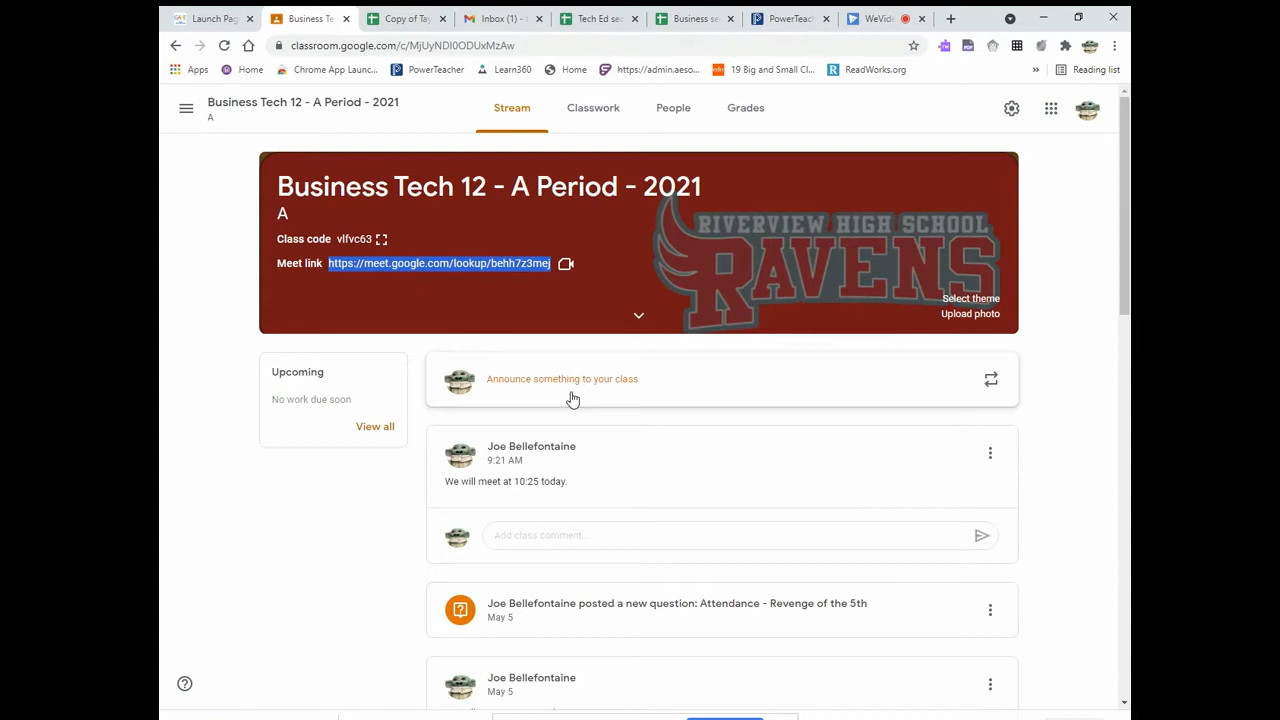 Launch Pag
Business Te
Copy of Tay
Inbox (1) -
Tech Ed sec
Business se
PowerTeach
WeVide
classroom.google.com/c/MjUyNDI0ODUxMzAw
Apps
Home
Chrome App Launc...
PowerTeacher
Learn360
Home
https://admin.aeso...
19 Big and Small Cl...
ReadWorks.org
»
Reading list
Business Tech 12 - A Period - 2021
A
Stream
Classwork
People
Grades
Business Tech 12 - A Period - 2021
A
Class code vlfvc63
Meet link https://meet.google.com/lookup/behh7z3mej
RIVERVIEW HIGH SCHOOL
RAVENS
Select theme
Upload photo
Upcoming
No work due soon
View all
Announce something to your class
Joe Bellefontaine
9:21 AM
We will meet at 10:25 today.
Add class comment...
Joe Bellefontaine posted a new question: Attendance - Revenge of the 5th
May 5
Joe Bellefontaine
May 5